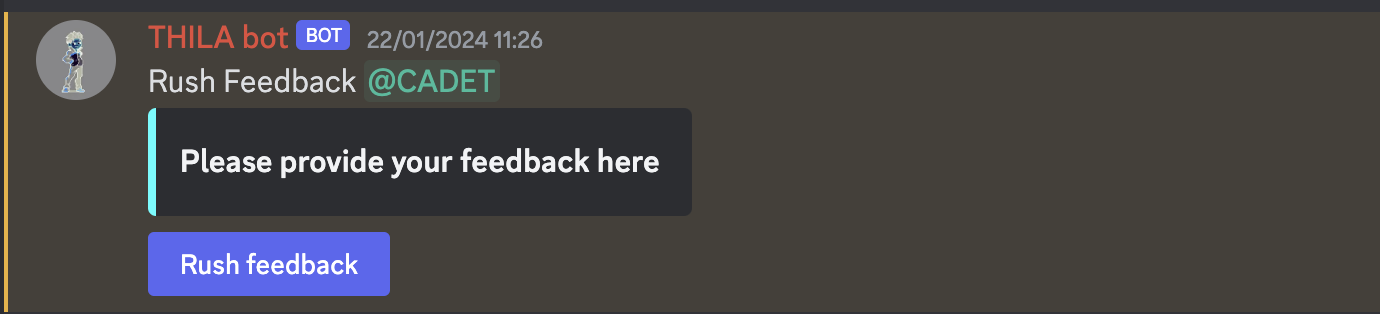 THILA bot BOT 22/01/2024 11:26
Rush Feedback @CADET
Please provide your feedback here
Rush feedback